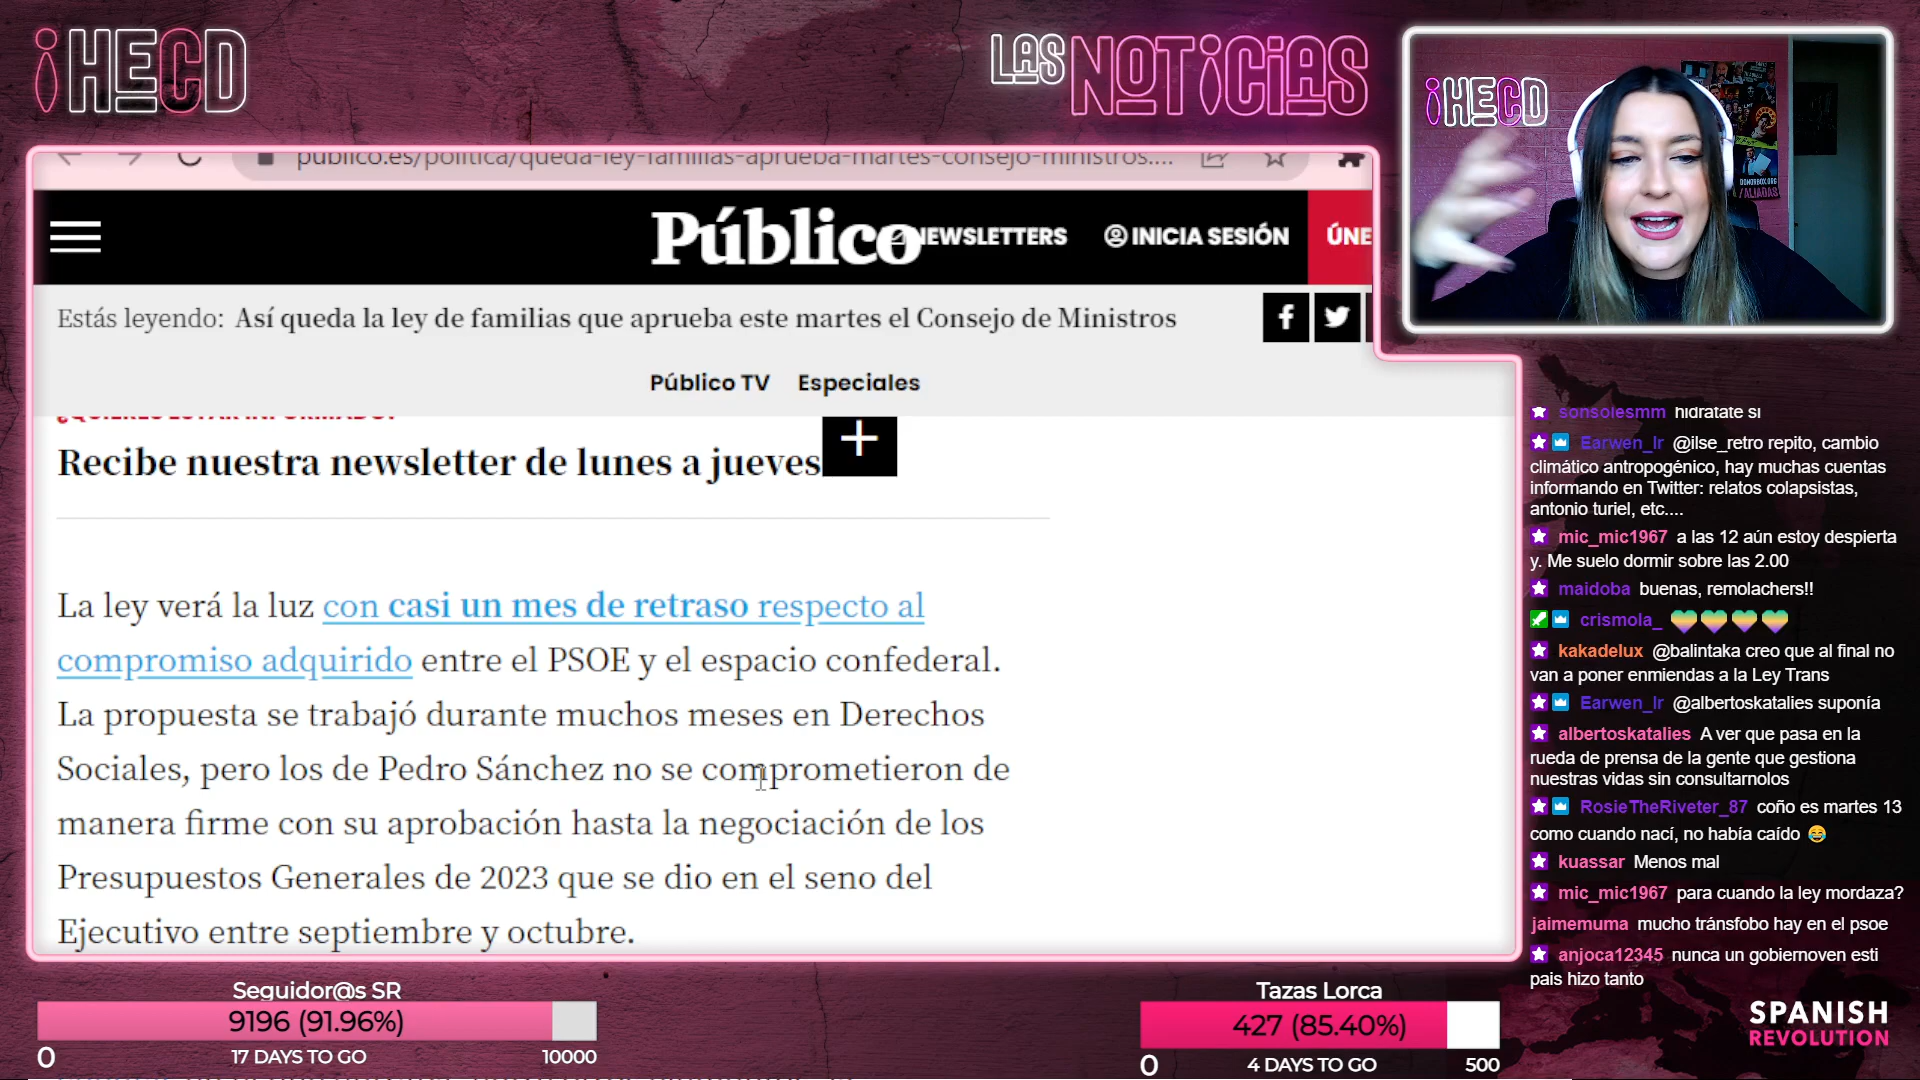 ¡HECD
LAS NOTICIAS
publico.es/politica/queda-ley-familias-aprueba-martes-consejo-ministros....
Público
NEWSLETTERS
INICIA SESIÓN
ÚNE
Estás leyendo: Así queda la ley de familias que aprueba este martes el Consejo de Ministros
Público TV Especiales
¿QUIERES ESTAR INFORMADO?
Recibe nuestra newsletter de lunes a jueves
La ley verá la luz con casi un mes de retraso respecto al
compromiso adquirido entre el PSOE y el espacio confederal.
La propuesta se trabajó durante muchos meses en Derechos
Sociales, pero los de Pedro Sánchez no se comprometieron de
manera firme con su aprobación hasta la negociación de los
Presupuestos Generales de 2023 que se dio en el seno del
Ejecutivo entre septiembre y octubre.
¡HECD
DONORBOX.ORG
/ALIADAS
sonsolesmm hidratate si
Earwen_Ir @ilse_retro repito, cambio
climático antropogénico, hay muchas cuentas
informando en Twitter: relatos colapsistas,
antonio turiel, etc....
mic_mic1967 a las 12 aún estoy despierta
y. Me suelo dormir sobre las 2.00
maidoba buenas, remolachers!!
crismola_
kakadelux @balintaka creo que al final no
van a poner enmiendas a la Ley Trans
Earwen_Ir @albertoskatalies suponía
albertoskatalies A ver que pasa en la
rueda de prensa de la gente que gestiona
nuestras vidas sin consultarnolos
RosieTheRiveter_87 coño es martes 13
como cuando nací, no había caído 😂
kuassar Menos mal
mic_mic1967 para cuando la ley mordaza?
jaimemuma mucho tránsfobo hay en el psoe
anjoca12345 nunca un gobiernoven esti
pais hizo tanto
Seguidor@s SR
9196 (91.96%)
0 17 DAYS TO GO 10000
Tazas Lorca
427 (85.40%)
0 4 DAYS TO GO 500
SPANISH
REVOLUTION